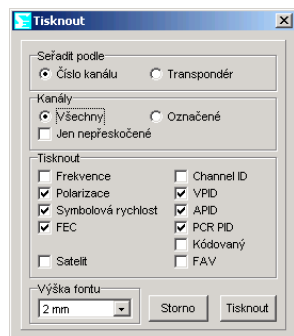 Tisknout
Seřadit podle
Číslo kanálu Transpondér
Kanály
Všechny Označené
Jen nepřeskočené
Tisknout
Frekvence Channel ID
Polarizace VPID
Symbolová rychlost APID
FEC PCR PID
Kódovaný
Satelit FAV
Výška fontu
2 mm Storno Tisknout